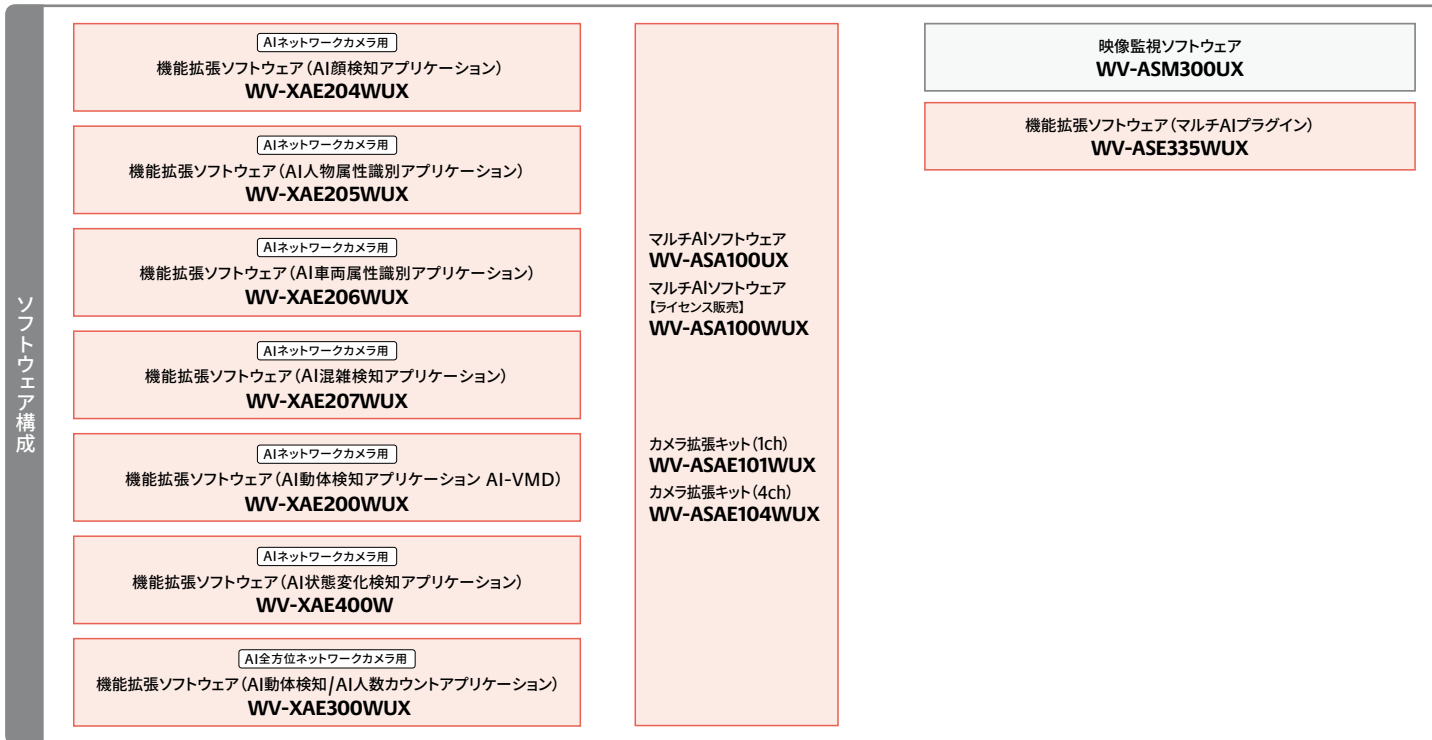 ソフトウェア構成
AIネットワークカメラ用
機能拡張ソフトウェア(AI顔検知アプリケーション)
WV-XAE204WUX
AIネットワークカメラ用
機能拡張ソフトウェア(AI人物属性識別アプリケーション)
WV-XAE205WUX
AIネットワークカメラ用
機能拡張ソフトウェア(AI車両属性識別アプリケーション)
WV-XAE206WUX
AIネットワークカメラ用
機能拡張ソフトウェア(AI混雑検知アプリケーション)
WV-XAE207WUX
AIネットワークカメラ用
機能拡張ソフトウェア(AI動体検知アプリケーション AI-VMD)
WV-XAE200WUX
AIネットワークカメラ用
機能拡張ソフトウェア(AI状態変化検知アプリケーション)
WV-XAE400W
AI全方位ネットワークカメラ用
機能拡張ソフトウェア(AI動体検知/AI人数カウントアプリケーション)
WV-XAE300WUX
マルチAIソフトウェア
WV-ASA100UX
マルチAIソフトウェア
【ライセンス販売】
WV-ASA100WUX
カメラ拡張キット(1ch)
WV-ASAE101WUX
カメラ拡張キット(4ch)
WV-ASAE104WUX
映像監視ソフトウェア
WV-ASM300UX
機能拡張ソフトウェア(マルチAIプラグイン)
WV-ASE335WUX